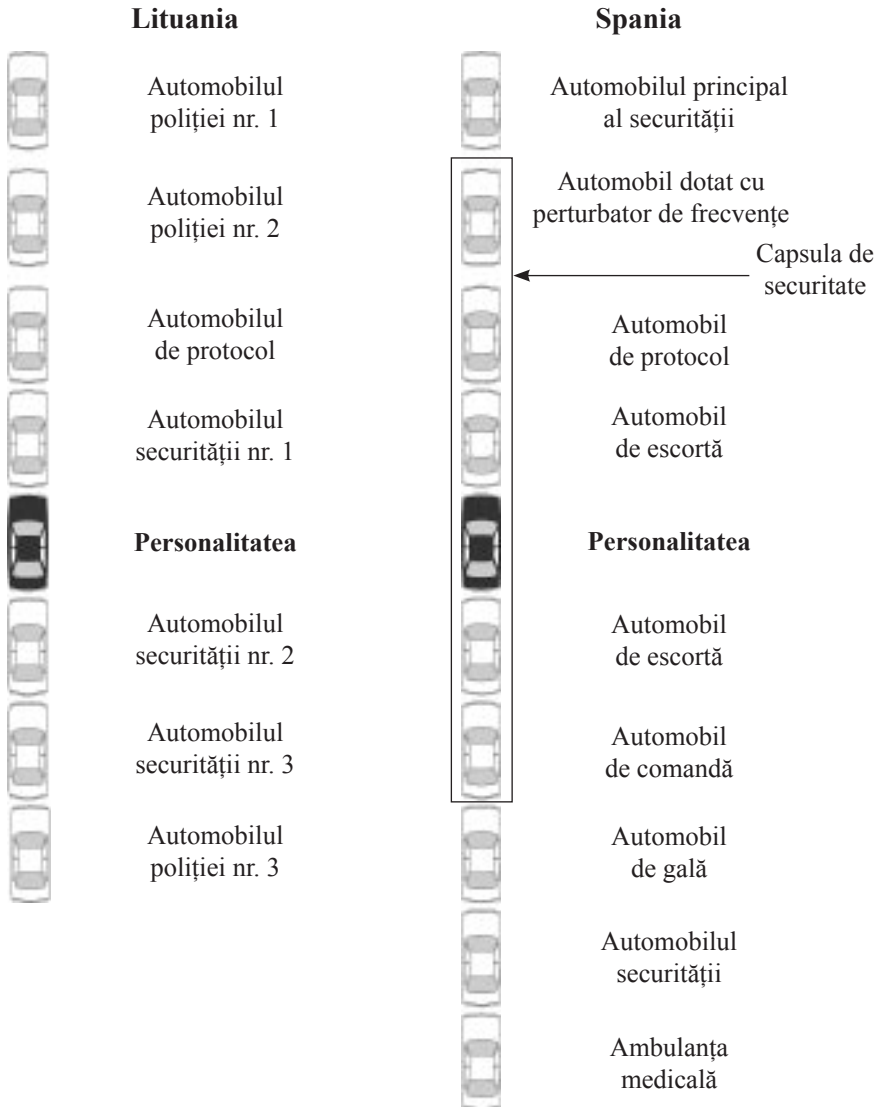 Lituania
Automobilul
poliției nr. 1
Automobilul
poliției nr. 2
Automobilul
de protocol
Automobilul
securității nr. 1
Personalitatea
Automobilul
securității nr. 2
Automobilul
securității nr. 3
Automobilul
poliției nr. 3
Spania
Automobilul principal
al securității
Automobil dotat cu
perturbator de frecvențe
Capsula de
securitate
Automobil
de protocol
Automobil
de escortă
Personalitatea
Automobil
de escortă
Automobil
de comandă
Automobil
de gală
Automobilul
securității
Ambulanța
medicală